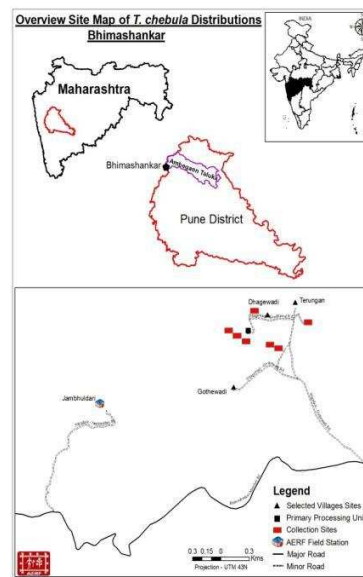 Overview Site Map of T. chebula Distributions
Bhimashankar
INDIA
Maharashtra
Bhimashankar
Ambegaon Taluka
Pune District
Dhagewadi
Terungan
Gothewadi
Jambhuldari
Legend
Selected Villages Sites
Primary Processing Uni
Collection Sites
AERF Field Station
Major Road
Minor Road
0.3 0.15 0 0.3 Kms
Projection - UTM 43N
AERF